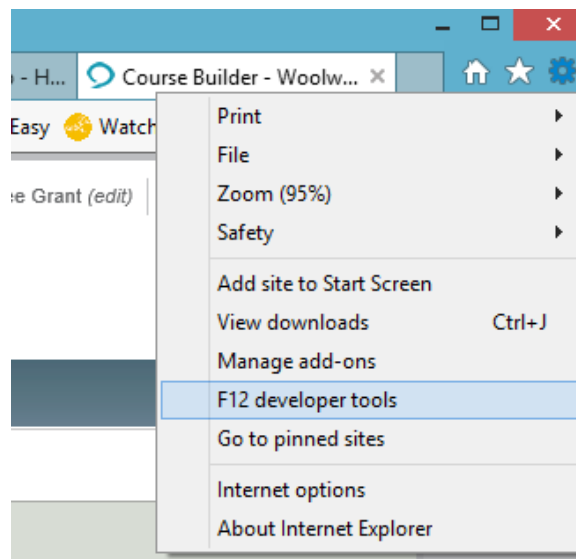 - H...
Course Builder - Woolw...
Easy
Watch
Grant (edit)
Print
File
Zoom (95%)
Safety
Add site to Start Screen
View downloads Ctrl+J
Manage add-ons
F12 developer tools
Go to pinned sites
Internet options
About Internet Explorer